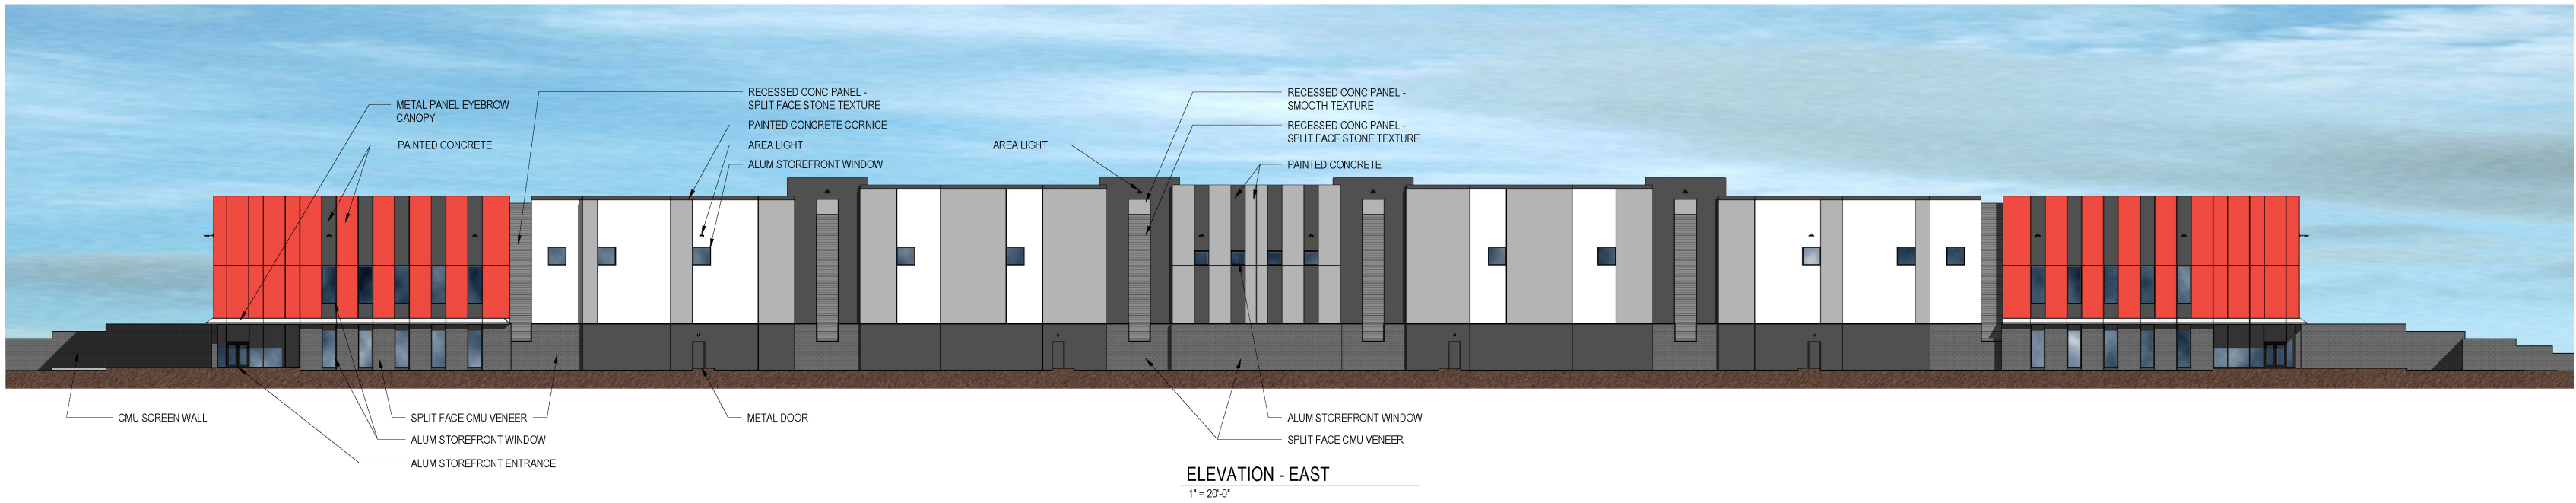 METAL PANEL EYEBROW
CANOPY
PAINTED CONCRETE
RECESSED CONC PANEL -
SPLIT FACE STONE TEXTURE
PAINTED CONCRETE CORNICE
AREA LIGHT
ALUM STOREFRONT WINDOW
AREA LIGHT
RECESSED CONC PANEL -
SMOOTH TEXTURE
RECESSED CONC PANEL -
SPLIT FACE STONE TEXTURE
PAINTED CONCRETE
CMU SCREEN WALL
SPLIT FACE CMU VENEER
ALUM STOREFRONT WINDOW
ALUM STOREFRONT ENTRANCE
METAL DOOR
ALUM STOREFRONT WINDOW
SPLIT FACE CMU VENEER
ELEVATION - EAST
1" = 20'-0"